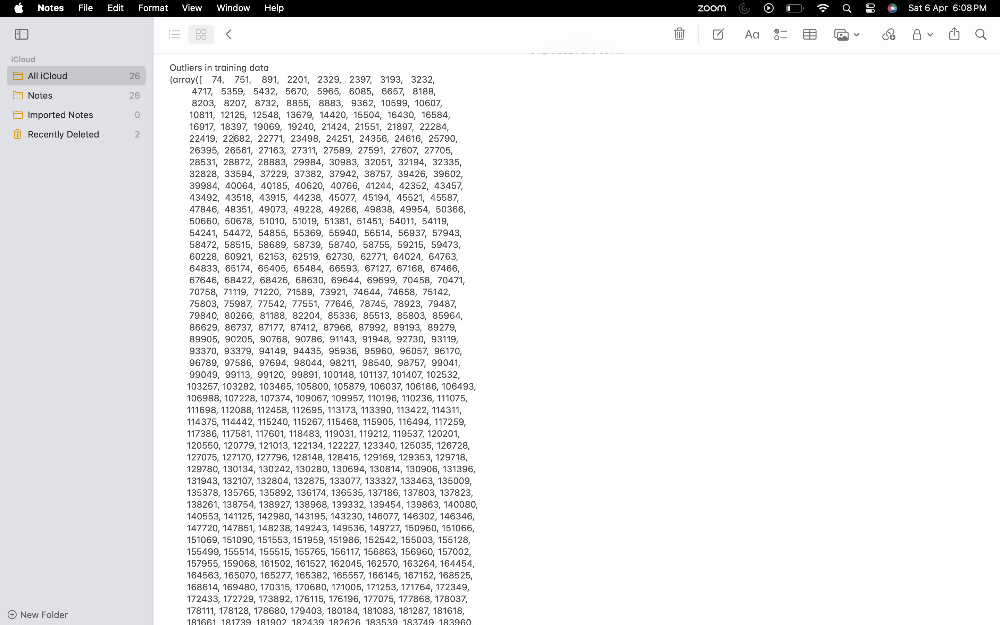 Notes File Edit Format View Window Help zoom Sat 6 Apr 6:08 PM
iCloud
All iCloud 26
Notes 26
Imported Notes 0
Recently Deleted 2
New Folder
Aa
Outliers in training data
(array([ 74, 751, 891, 2201, 2329, 2397, 3193, 3232,
4717, 5359, 5432, 5670, 5965, 6085, 6657, 8188,
8203, 8207, 8732, 8855, 8883, 9362, 10599, 10607,
10811, 12125, 12548, 13679, 14420, 15504, 16430, 16584,
16917, 18397, 19069, 19240, 21424, 21551, 21897, 22284,
22419, 22682, 22771, 23498, 24251, 24356, 24616, 25790,
26395, 26561, 27163, 27311, 27589, 27591, 27607, 27705,
28531, 28872, 28883, 29984, 30983, 32051, 32194, 32335,
32828, 33594, 37229, 37382, 37942, 38757, 39426, 39602,
39984, 40064, 40185, 40620, 40766, 41244, 42352, 43457,
43492, 43518, 43915, 44238, 45077, 45194, 45521, 45587,
47846, 48351, 49073, 49228, 49266, 49838, 49954, 50366,
50660, 50678, 51010, 51019, 51381, 51451, 54011, 54119,
54241, 54472, 54855, 55369, 55940, 56514, 56937, 57943,
58472, 58515, 58689, 58739, 58740, 58755, 59215, 59473,
60228, 60921, 62153, 62519, 62730, 62771, 64024, 64763,
64833, 65174, 65405, 65484, 66593, 67127, 67168, 67466,
67646, 68422, 68426, 68630, 69644, 69699, 70458, 70471,
70758, 71119, 71220, 71589, 73921, 74644, 74658, 75142,
75803, 75987, 77542, 77551, 77646, 78745, 78923, 79487,
79840, 80266, 81188, 82204, 85336, 85513, 85803, 85964,
86629, 86737, 87177, 87412, 87966, 87992, 89193, 89279,
89905, 90205, 90768, 90786, 91143, 91948, 92730, 93119,
93370, 93379, 94149, 94435, 95936, 95960, 96057, 96170,
96789, 97586, 97694, 98044, 98211, 98540, 98757, 99041,
99049, 99113, 99120, 99891, 100148, 101137, 101407, 102532,
103257, 103282, 103465, 105800, 105879, 106037, 106186, 106493,
106988, 107228, 107374, 109067, 109957, 110196, 110236, 111075,
111698, 112088, 112458, 112695, 113173, 113390, 113422, 114311,
114375, 114442, 115240, 115267, 115468, 115905, 116494, 117259,
117386, 117581, 117601, 118483, 119031, 119212, 119537, 120201,
120550, 120779, 121013, 122134, 122227, 123340, 125035, 126728,
127075, 127170, 127796, 128148, 128415, 129169, 129353, 129718,
129780, 130134, 130242, 130280, 130694, 130814, 130906, 131396,
131943, 132107, 132804, 132875, 133077, 133327, 133463, 135009,
135378, 135765, 135892, 136174, 136535, 137186, 137803, 137823,
138261, 138754, 138927, 138968, 139332, 139454, 139863, 140080,
140553, 141125, 142980, 143195, 143230, 146077, 146302, 146346,
147720, 147851, 148238, 149243, 149536, 149727, 150960, 151066,
151069, 151090, 151553, 151959, 151986, 152542, 155003, 155128,
155499, 155514, 155515, 155765, 156117, 156863, 156960, 157002,
157955, 159068, 161502, 161527, 162045, 162570, 163264, 164454,
164563, 165070, 165277, 165382, 165557, 166145, 167152, 168525,
168614, 169480, 170315, 170680, 171005, 171253, 171764, 172349,
172433, 172729, 173892, 176115, 176196, 177075, 177868, 178037,
178111, 178128, 178680, 179403, 180184, 181083, 181287, 181618,
181661, 181739, 181902, 182439, 182626, 183539, 183749, 183960,